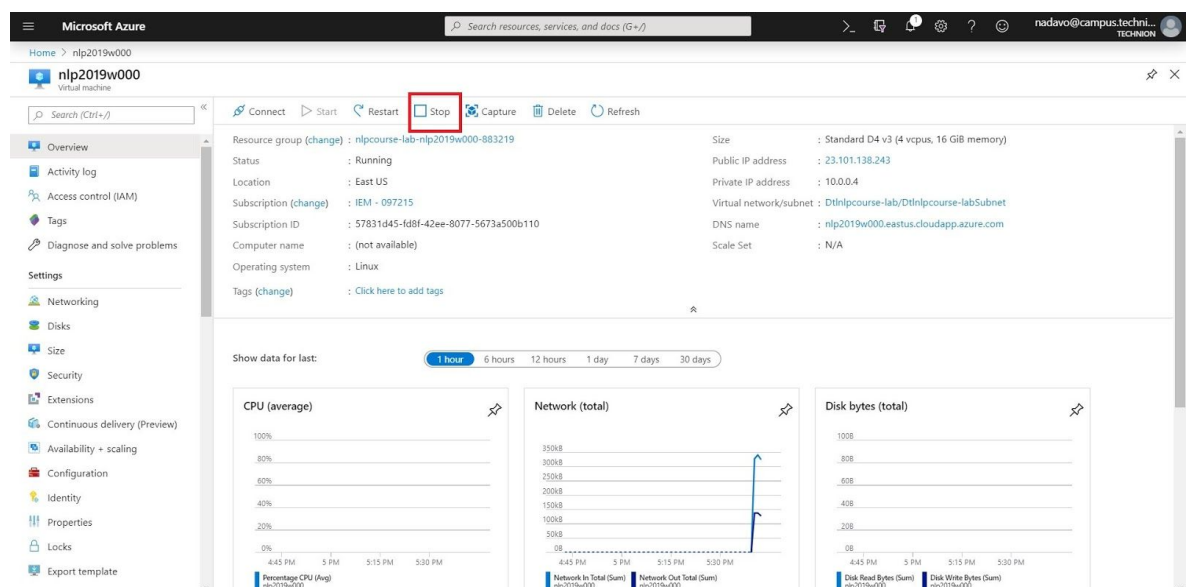 Microsoft Azure
Search resources, services, and docs (G+/)
nadavo@campus.techni...
TECHNION
Home > nlp2019w000
nlp2019w000
Virtual machine
Search (Ctrl+/)
Overview
Activity log
Access control (IAM)
Tags
Diagnose and solve problems
Settings
Networking
Disks
Size
Security
Extensions
Continuous delivery (Preview)
Availability + scaling
Configuration
Identity
Properties
Locks
Export template
Connect Start Restart Stop Capture Delete Refresh
Resource group (change) : nlpcourse-lab-nlp2019w000-883219
Status : Running
Location : East US
Subscription (change) : IEM - 097215
Subscription ID : 57831d45-fd8f-42ee-8077-5673a500b110
Computer name : (not available)
Operating system : Linux
Tags (change) : Click here to add tags
Size : Standard D4 v3 (4 vcpus, 16 GiB memory)
Public IP address : 23.101.138.243
Private IP address : 10.0.0.4
Virtual network/subnet : Dtlnlpcourse-lab/Dtlnlpcourse-labSubnet
DNS name : nlp2019w000.eastus.cloudapp.azure.com
Scale Set : N/A
Show data for last: 1 hour 6 hours 12 hours 1 day 7 days 30 days
CPU (average)
100%
80%
60%
40%
20%
0%
4:45 PM 5 PM 5:15 PM 5:30 PM
Percentage CPU (Avg)
nlp2019w000
Network (total)
350kB
300kB
250kB
200kB
150kB
100kB
50kB
0B
4:45 PM 5 PM 5:15 PM 5:30 PM
Network In Total (Sum) Network Out Total (Sum)
nlp2019w000 nlp2019w000
Disk bytes (total)
100B
80B
60B
40B
20B
0B
4:45 PM 5 PM 5:15 PM 5:30 PM
Disk Read Bytes (Sum) Disk Write Bytes (Sum)
nlp2019w000 nlp2019w000